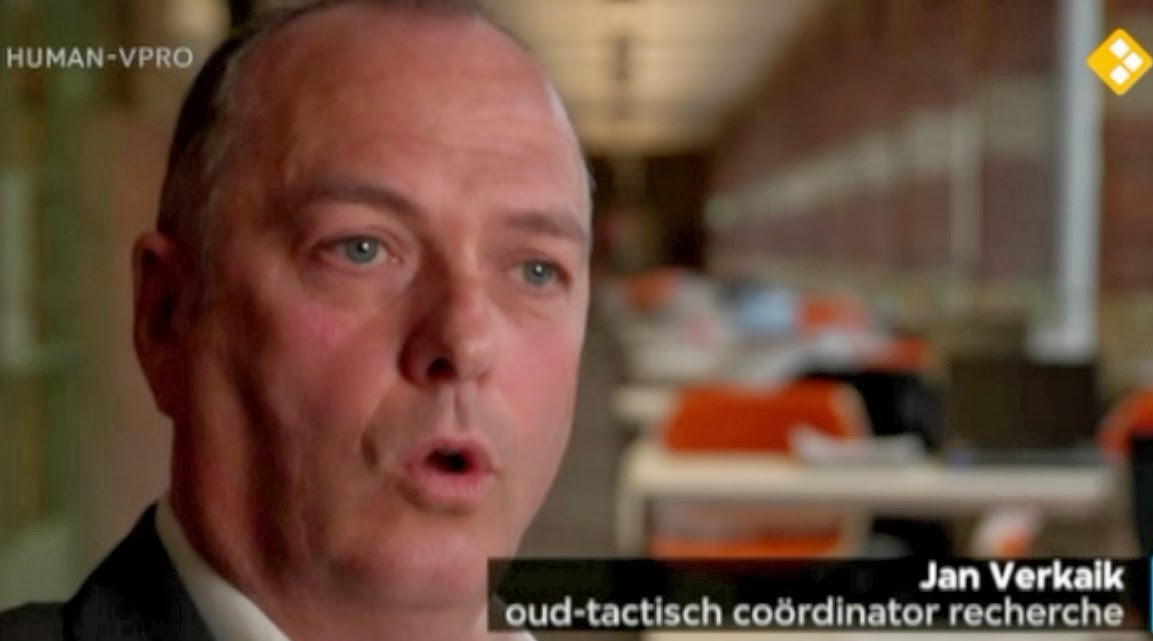 HUMAN-VPRO
Jan Verkaik
oud-tactisch coördinator recherche